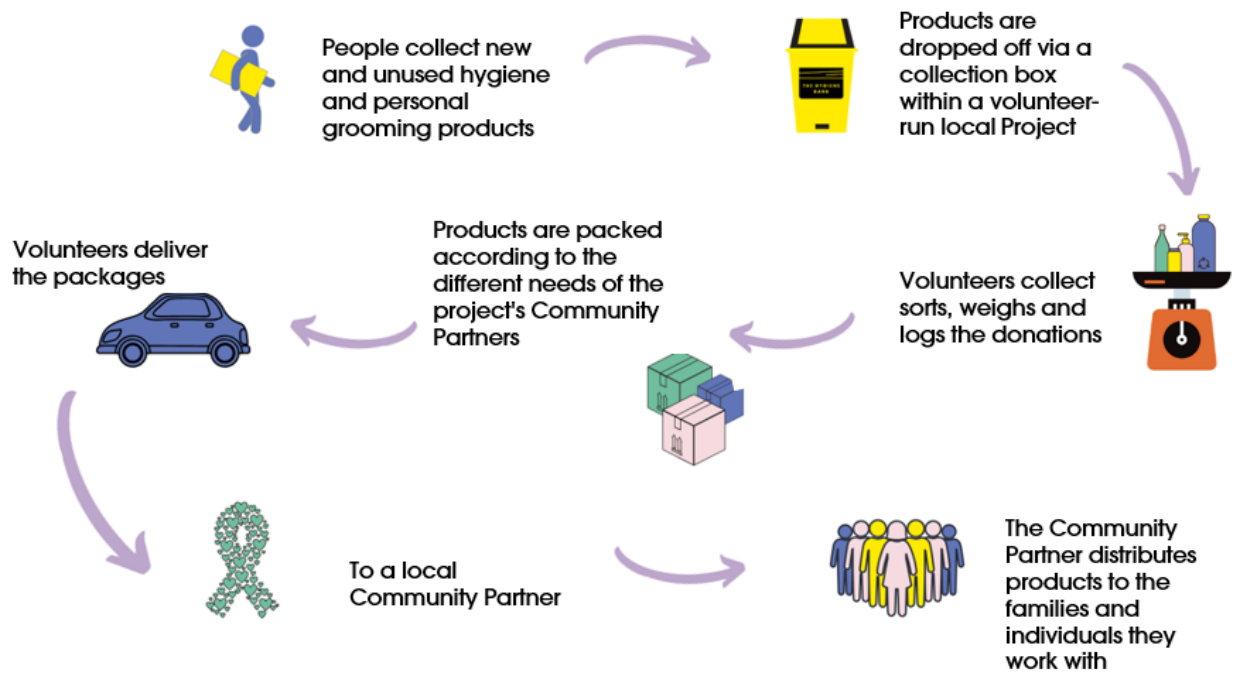 People collect new
and unused hygiene
and personal
grooming products
THE HYGIENE
BANK
Products are
dropped off via a
collection box
within a volunteer-
run local Project
Volunteers collect
sorts, weighs and
logs the donations
Products are packed
according to the
different needs of the
project's Community
Partners
Volunteers deliver
the packages
To a local
Community Partner
The Community
Partner distributes
products to the
families and
individuals they
work with